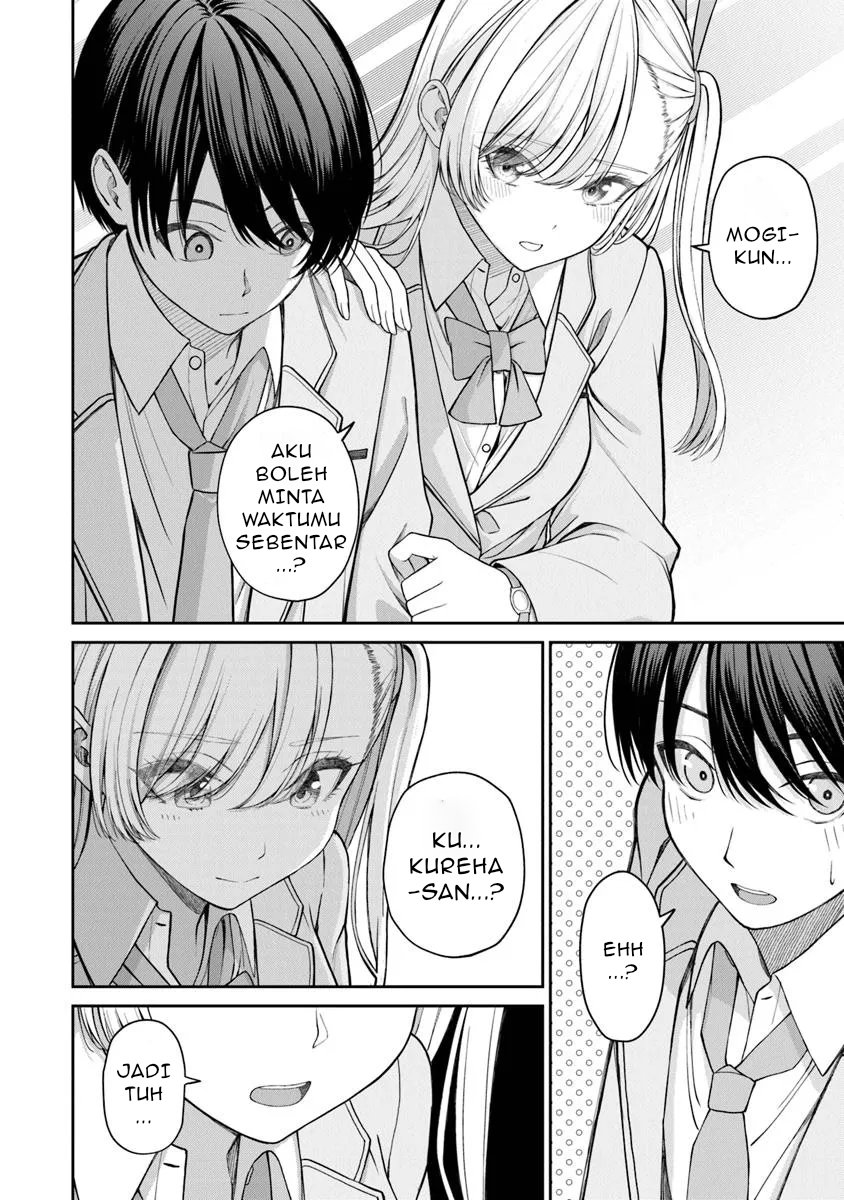 MOGI-
KUN...
AKU
BOLEH
MINTA
WAKTUMU
SEBENTAR
...?
EHH
...?
KU...
KUREHA
-SAN...?
JADI
TUH
...